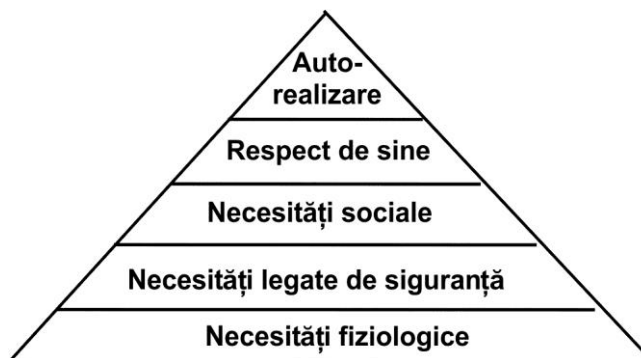 Auto-
realizare
Respect de sine
Necesități sociale
Necesități legate de siguranță
Necesități fiziologice